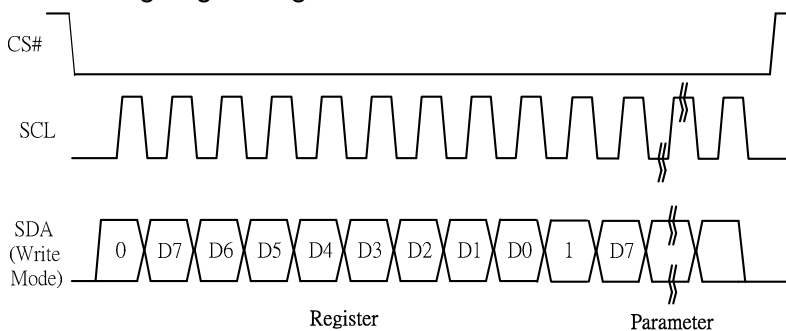 CS#
SCL
SDA
(Write
Mode)
0 D7 D6 D5 D4 D3 D2 D1 D0 1 D7
Register Parameter